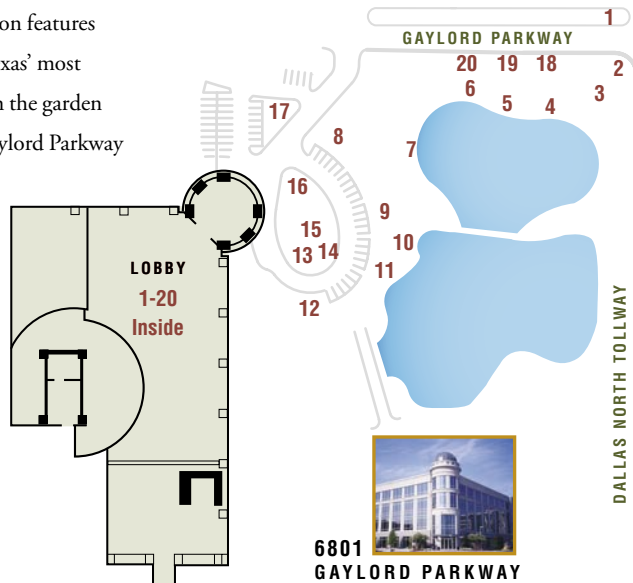 on features
xas' most
n the garden
ylord Parkway
1
GAYLORD PARKWAY
20 19 18
2
6
5
4
3
17
8
7
16
9
15
10
13 14
11
12
LOBBY
1-20
Inside
DALLAS NORTH TOLLWAY
6801
GAYLORD PARKWAY